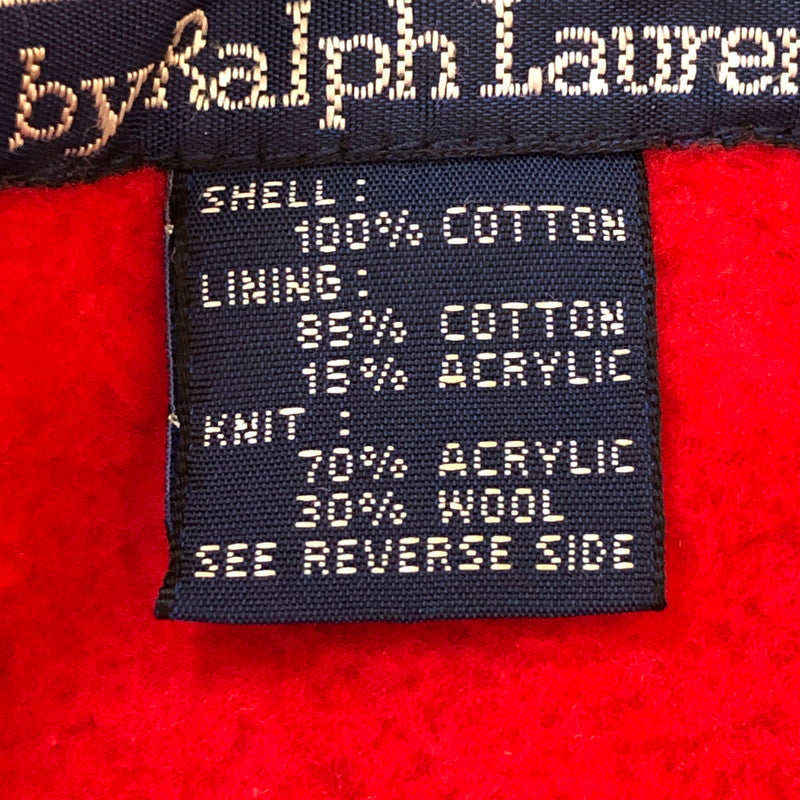 by Ralph Lauren
SHELL :
100% COTTON
LINING :
85% COTTON
15% ACRYLIC
KNIT :
70% ACRYLIC
30% WOOL
SEE REVERSE SIDE